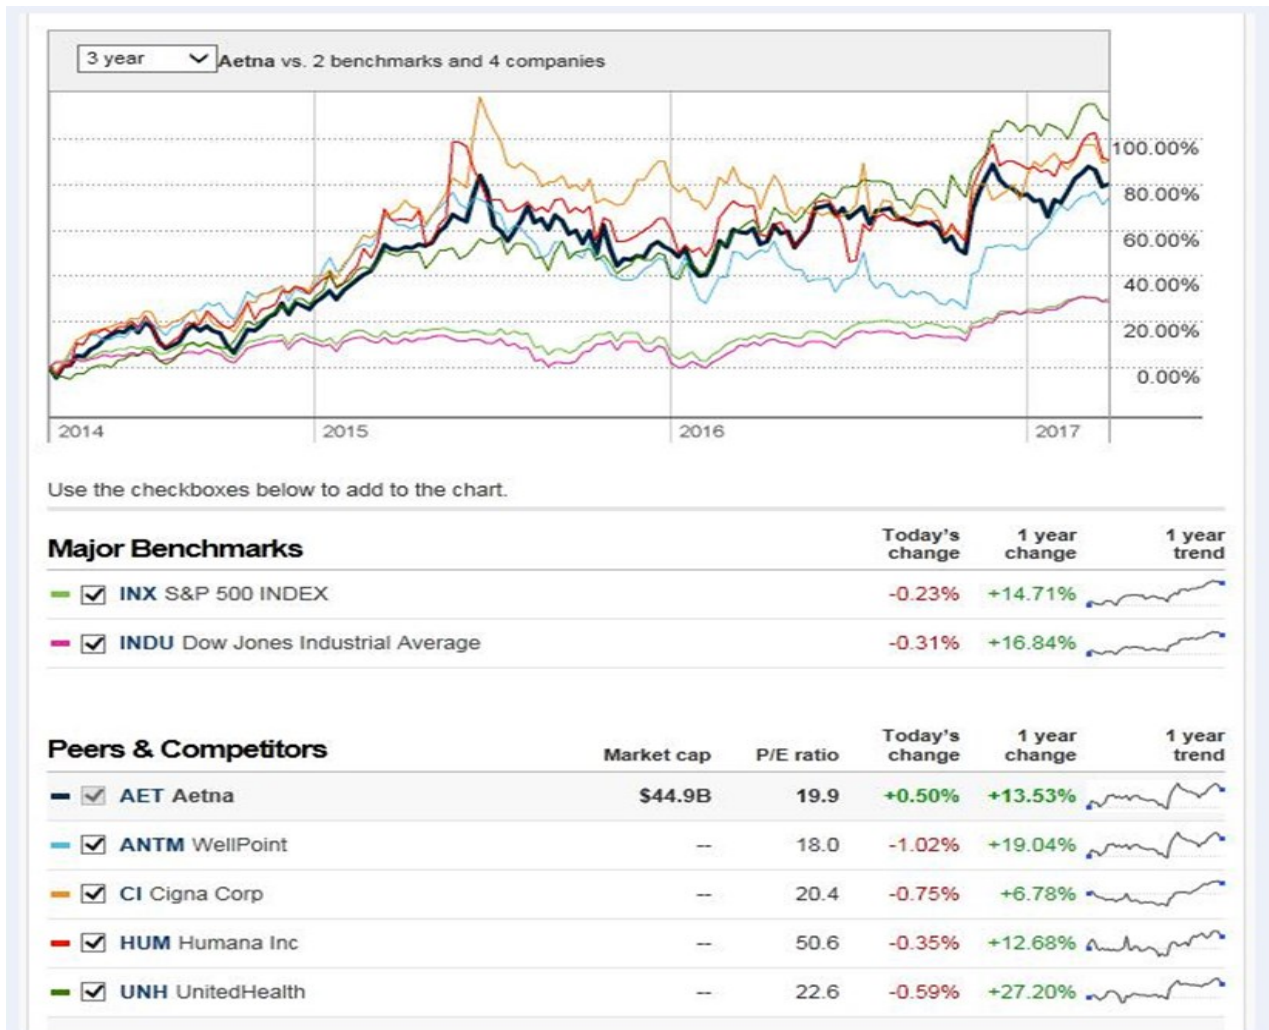 3 year Aetna vs. 2 benchmarks and 4 companies
100.00%
80.00%
60.00%
40.00%
20.00%
0.00%
2014 2015 2016 2017
Use the checkboxes below to add to the chart.
Major Benchmarks Today's change 1 year change 1 year trend
INX S&P 500 INDEX -0.23% +14.71%
INDU Dow Jones Industrial Average -0.31% +16.84%
Peers & Competitors Market cap P/E ratio Today's change 1 year change 1 year trend
AET Aetna $44.9B 19.9 +0.50% +13.53%
ANTM WellPoint -- 18.0 -1.02% +19.04%
CI Cigna Corp -- 20.4 -0.75% +6.78%
HUM Humana Inc -- 50.6 -0.35% +12.68%
UNH UnitedHealth -- 22.6 -0.59% +27.20%